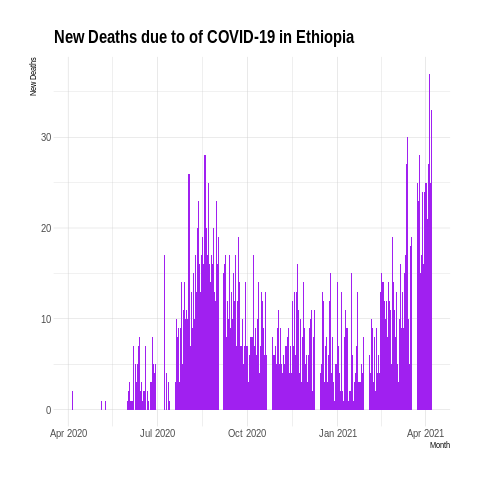 New Deaths due to of COVID-19 in Ethiopia
New Deaths
30
20
10
0
Apr 2020 Jul 2020 Oct 2020 Jan 2021 Apr 2021
Month